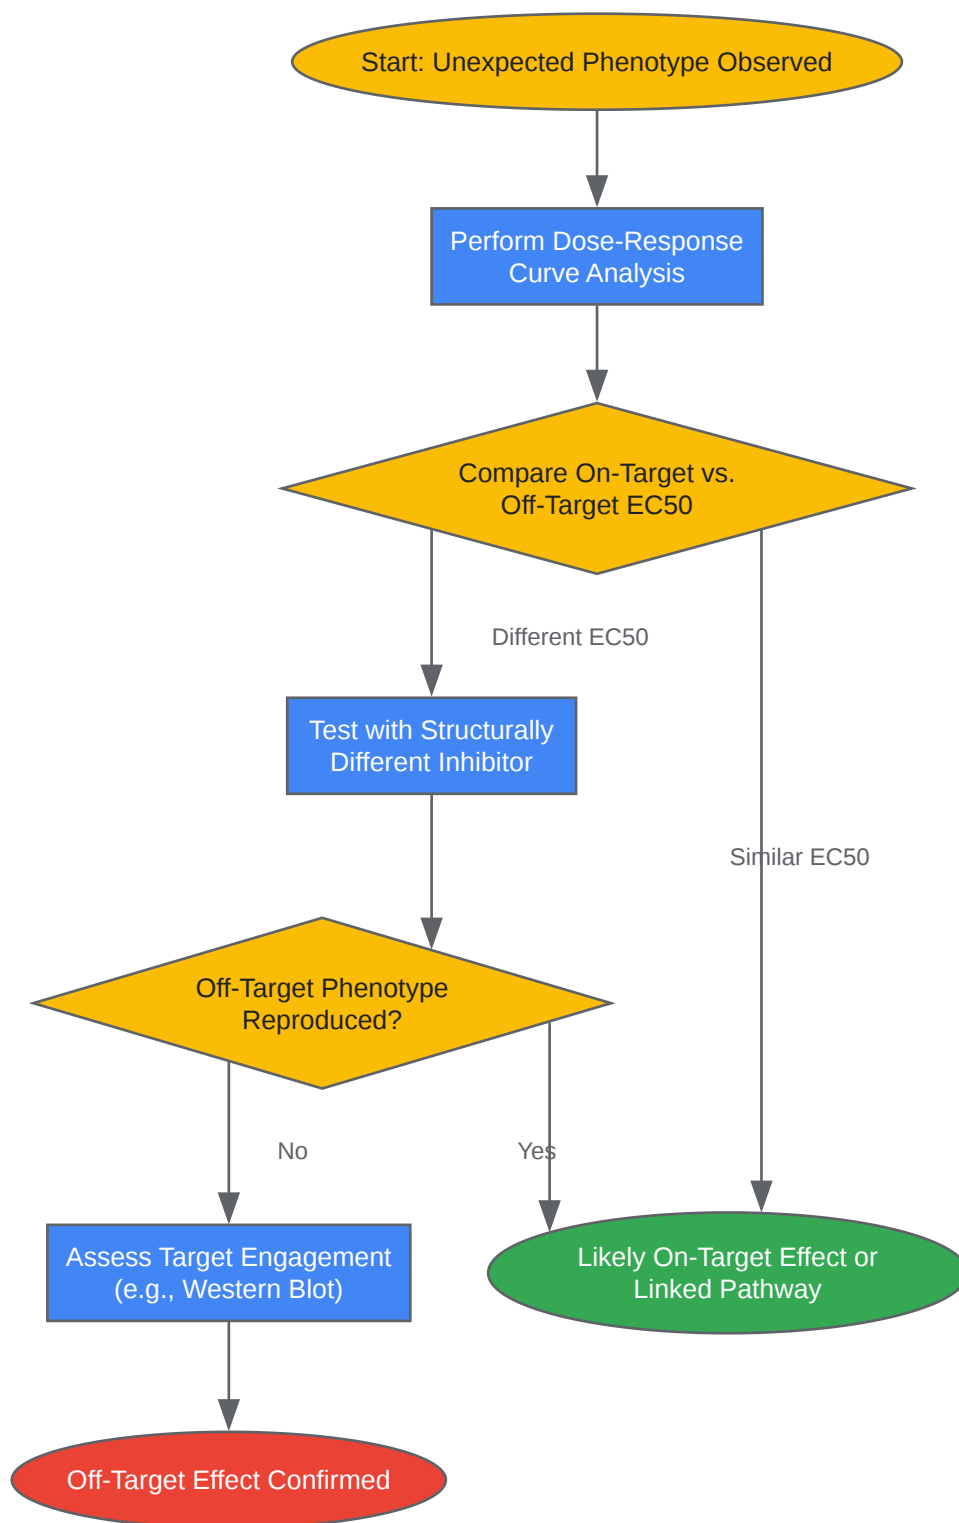 Start: Unexpected Phenotype Observed
Perform Dose-Response
Curve Analysis
Compare On-Target vs.
Off-Target EC50
Different EC50
Test with Structurally
Different Inhibitor
Similar EC50
Off-Target Phenotype
Reproduced?
No
Yes
Assess Target Engagement
(e.g., Western Blot)
Likely On-Target Effect or
Linked Pathway
Off-Target Effect Confirmed